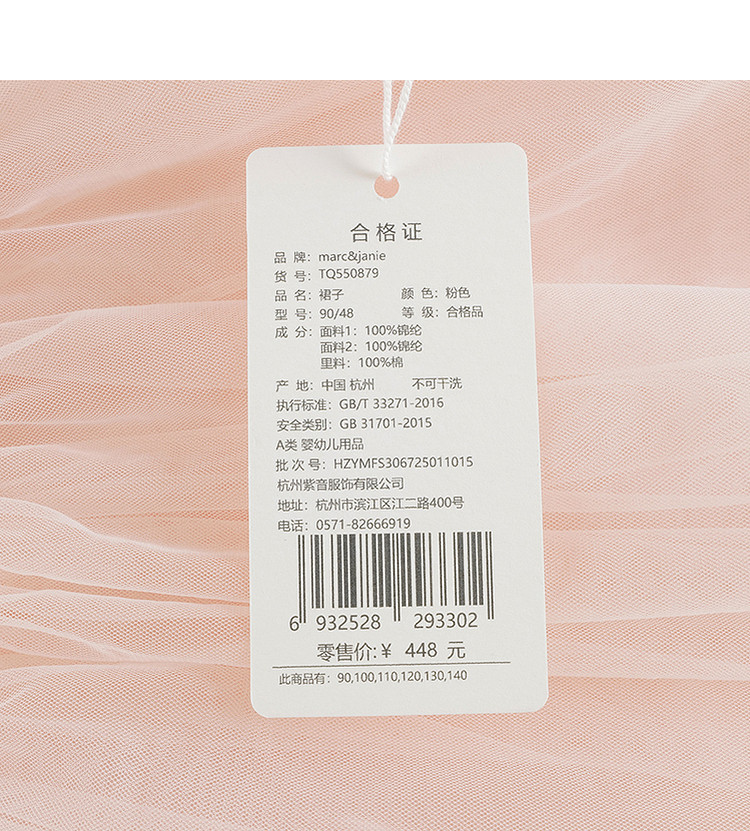 合格证
品 牌：marc&janie
货 号：TQ550879
品 名：裙子 颜 色：粉色
型 号：90/48 等 级：合格品
成 分：面料1：100%锦纶
面料2：100%锦纶
里料：100%棉
产 地：中国 杭州 不可干洗
执行标准：GB/T 33271-2016
安全类别：GB 31701-2015
A类 婴幼儿用品
批 次 号：HZYMFS306725011015
杭州紫音服饰有限公司
地址：杭州市滨江区江二路400号
电话：0571-82666919
6 932528 293302
零售价:¥ 448 元
此商品有：90,100,110,120,130,140